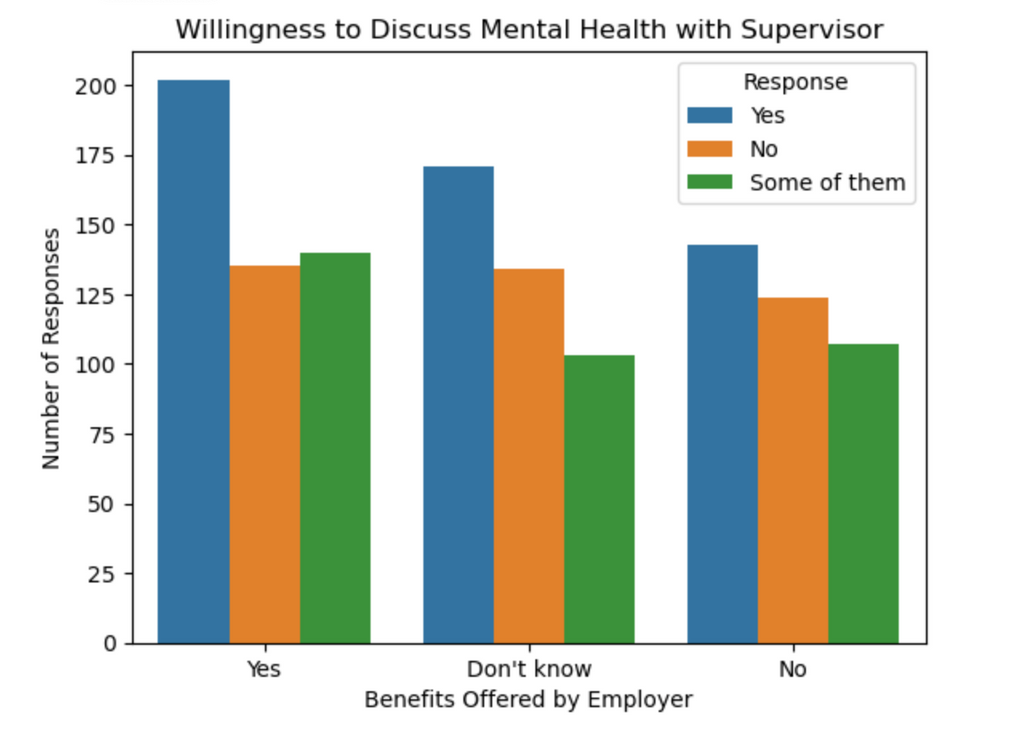 Willingness to Discuss Mental Health with Supervisor
Response
Yes
No
Some of them
Number of Responses
200
175
150
125
100
75
50
25
0
Yes Don't know No
Benefits Offered by Employer